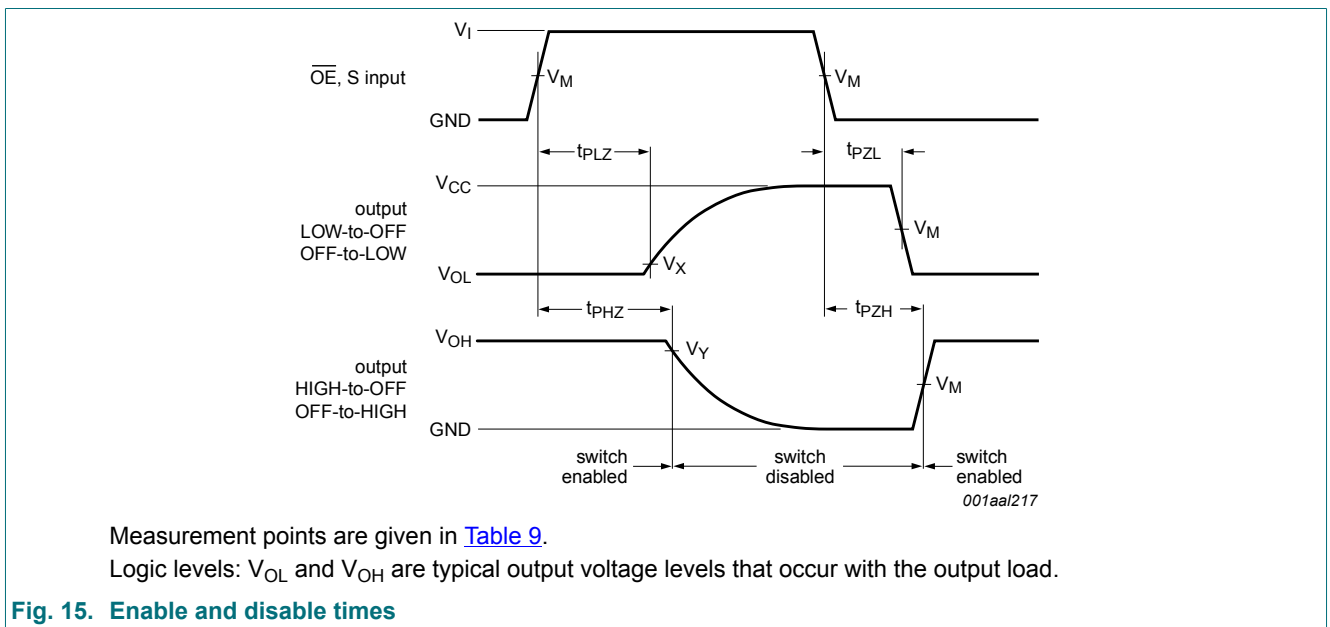 V_I
O̅E̅, S input
V_M
V_M
GND
t_PLZ
t_PZL
V_CC
output
LOW-to-OFF
OFF-to-LOW
V_M
V_X
V_OL
t_PHZ
t_PZH
V_OH
V_Y
output
HIGH-to-OFF
OFF-to-HIGH
V_M
GND
switch
enabled
switch
disabled
switch
enabled
001aal217
Measurement points are given in Table 9.
Logic levels: V_OL and V_OH are typical output voltage levels that occur with the output load.
Fig. 15. Enable and disable times